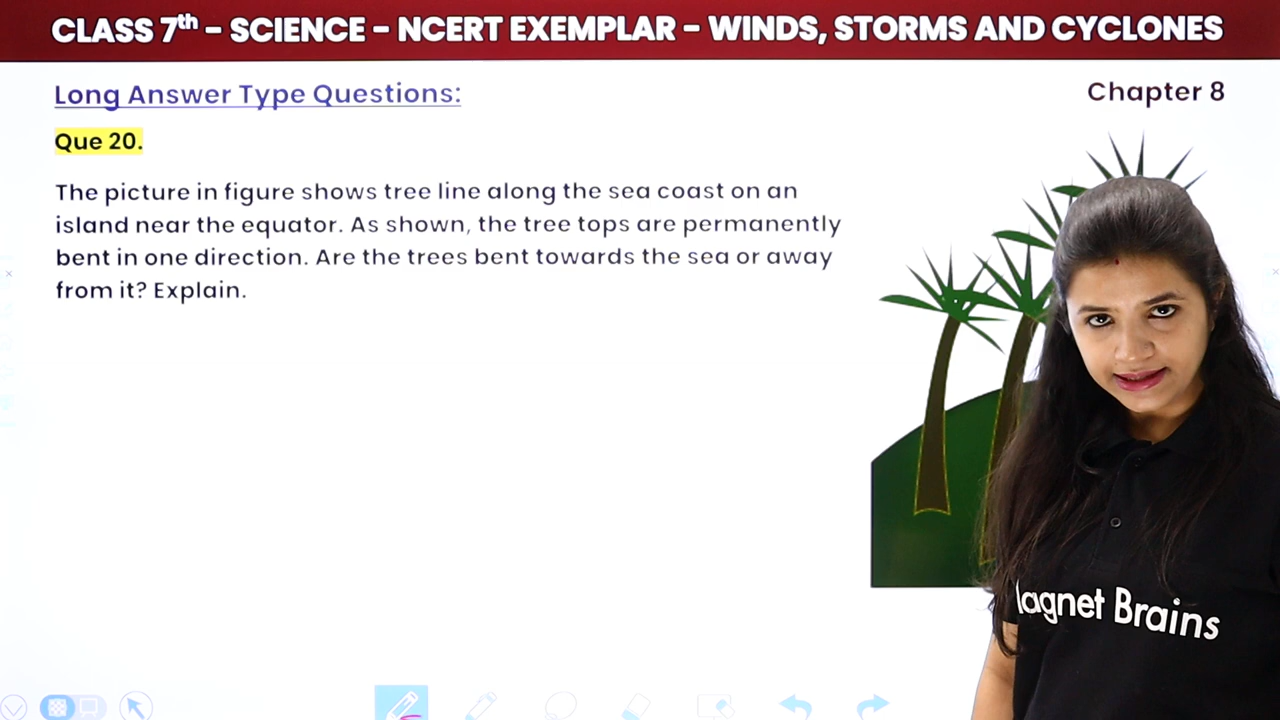 CLASS 7th – SCIENCE – NCERT EXEMPLAR – WINDS, STORMS AND CYCLONES
Long Answer Type Questions:
Chapter 8
Que 20.
The picture in figure shows tree line along the sea coast on an
island near the equator. As shown, the tree tops are permanently
bent in one direction. Are the trees bent towards the sea or away
from it? Explain.
Brains